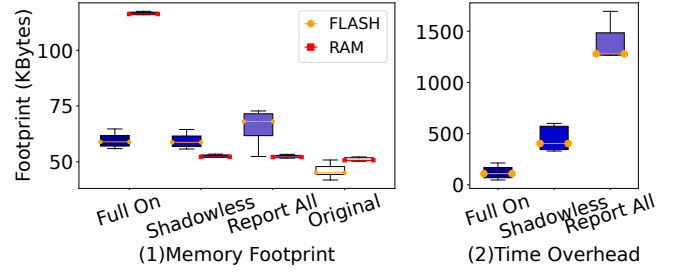 Footprint (KBytes)
100
75
50
FLASH
RAM
Full On
Shadowless
Report All
Original
(1)Memory Footprint
1500
1000
500
0
Full On
Shadowless
Report All
(2)Time Overhead